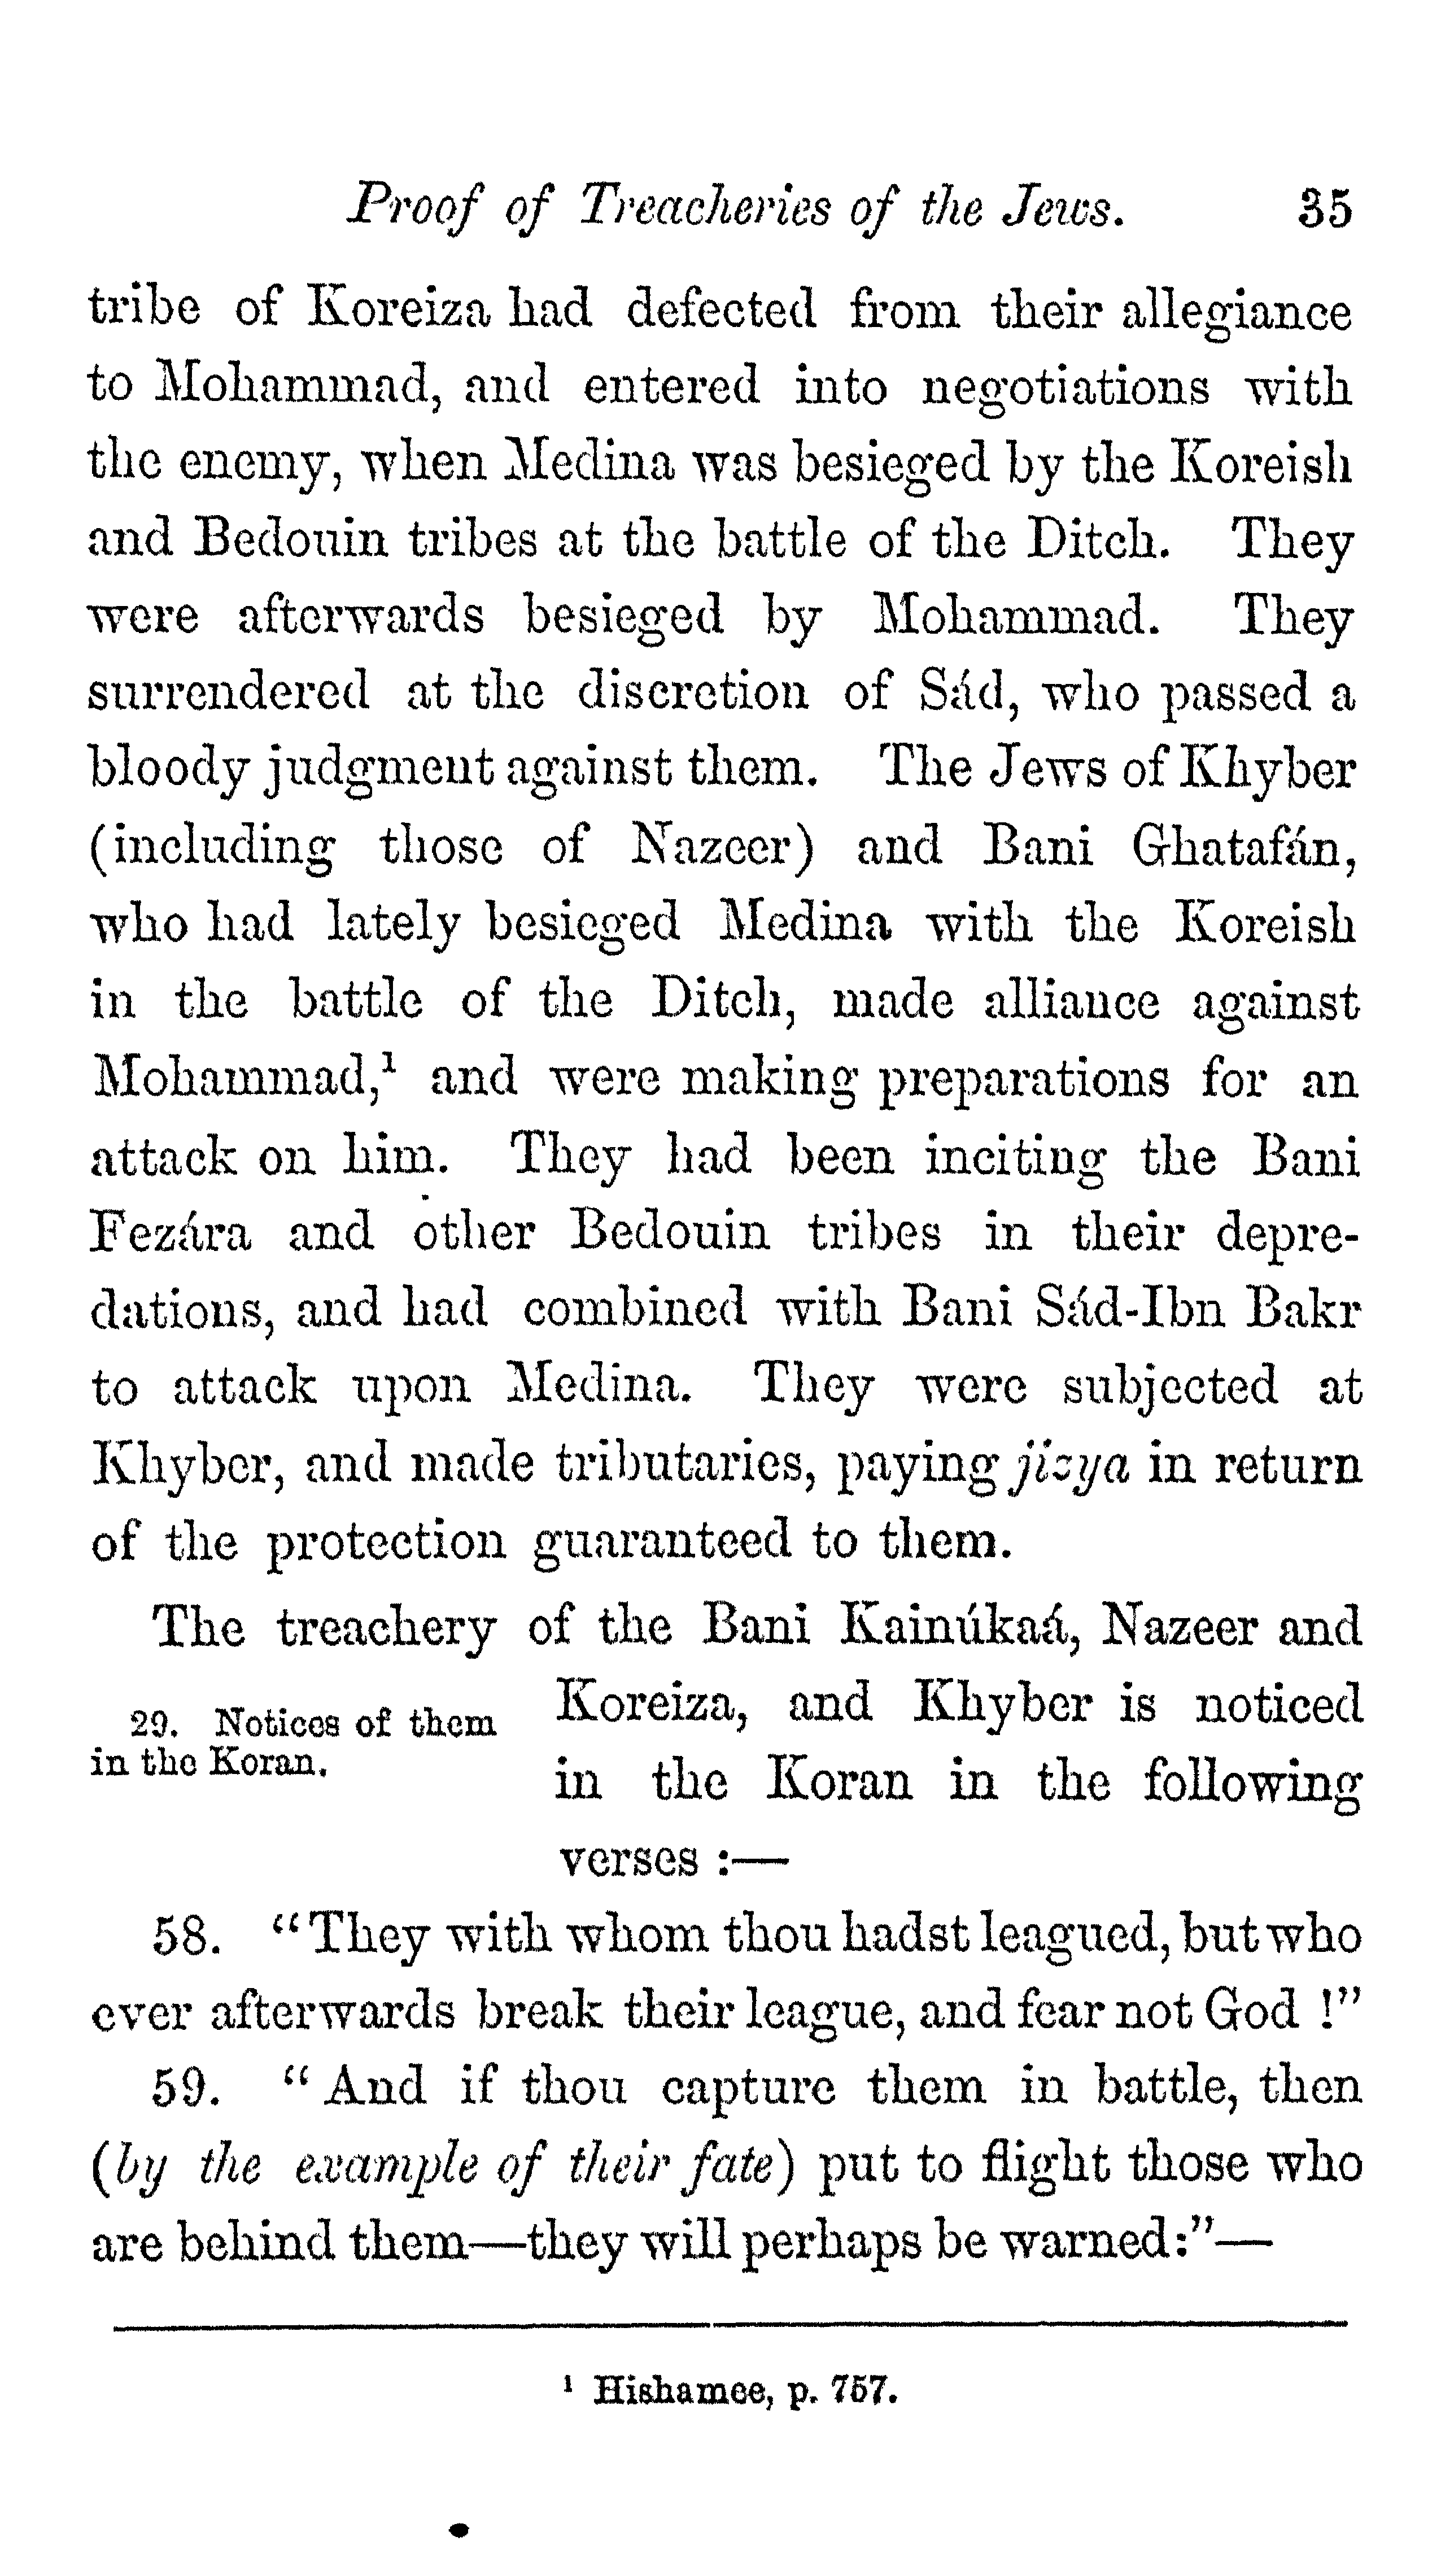 Proof of Treacheries of the Jews. 35
tribe of Koreiza had defected from their allegiance
to Mohammad, and entered into negotiations with
the enemy, when Medina was besieged by the Koreish
and Bedouin tribes at the battle of the Ditch. They
were afterwards besieged by Mohammad. They
surrendered at the discretion of Sád, who passed a
bloody judgment against them. The Jews of Khyber
(including those of Nazeer) and Bani Ghatafán,
who had lately besieged Medina with the Koreish
in the battle of the Ditch, made alliance against
Mohammad,¹ and were making preparations for an
attack on him. They had been inciting the Bani
Fezára and other Bedouin tribes in their depre-
dations, and had combined with Bani Sád-Ibn Bakr
to attack upon Medina. They were subjected at
Khyber, and made tributaries, paying jizya in return
of the protection guaranteed to them.
The treachery of the Bani Kainúkaá, Nazeer and
29. Notices of them
in the Koran.
Koreiza, and Khyber is noticed
in the Koran in the following
verses :—
58. "They with whom thou hadst leagued, but who
ever afterwards break their league, and fear not God !"
59. "And if thou capture them in battle, then
(by the example of their fate) put to flight those who
are behind them—they will perhaps be warned:"—
¹ Hishamee, p. 757.